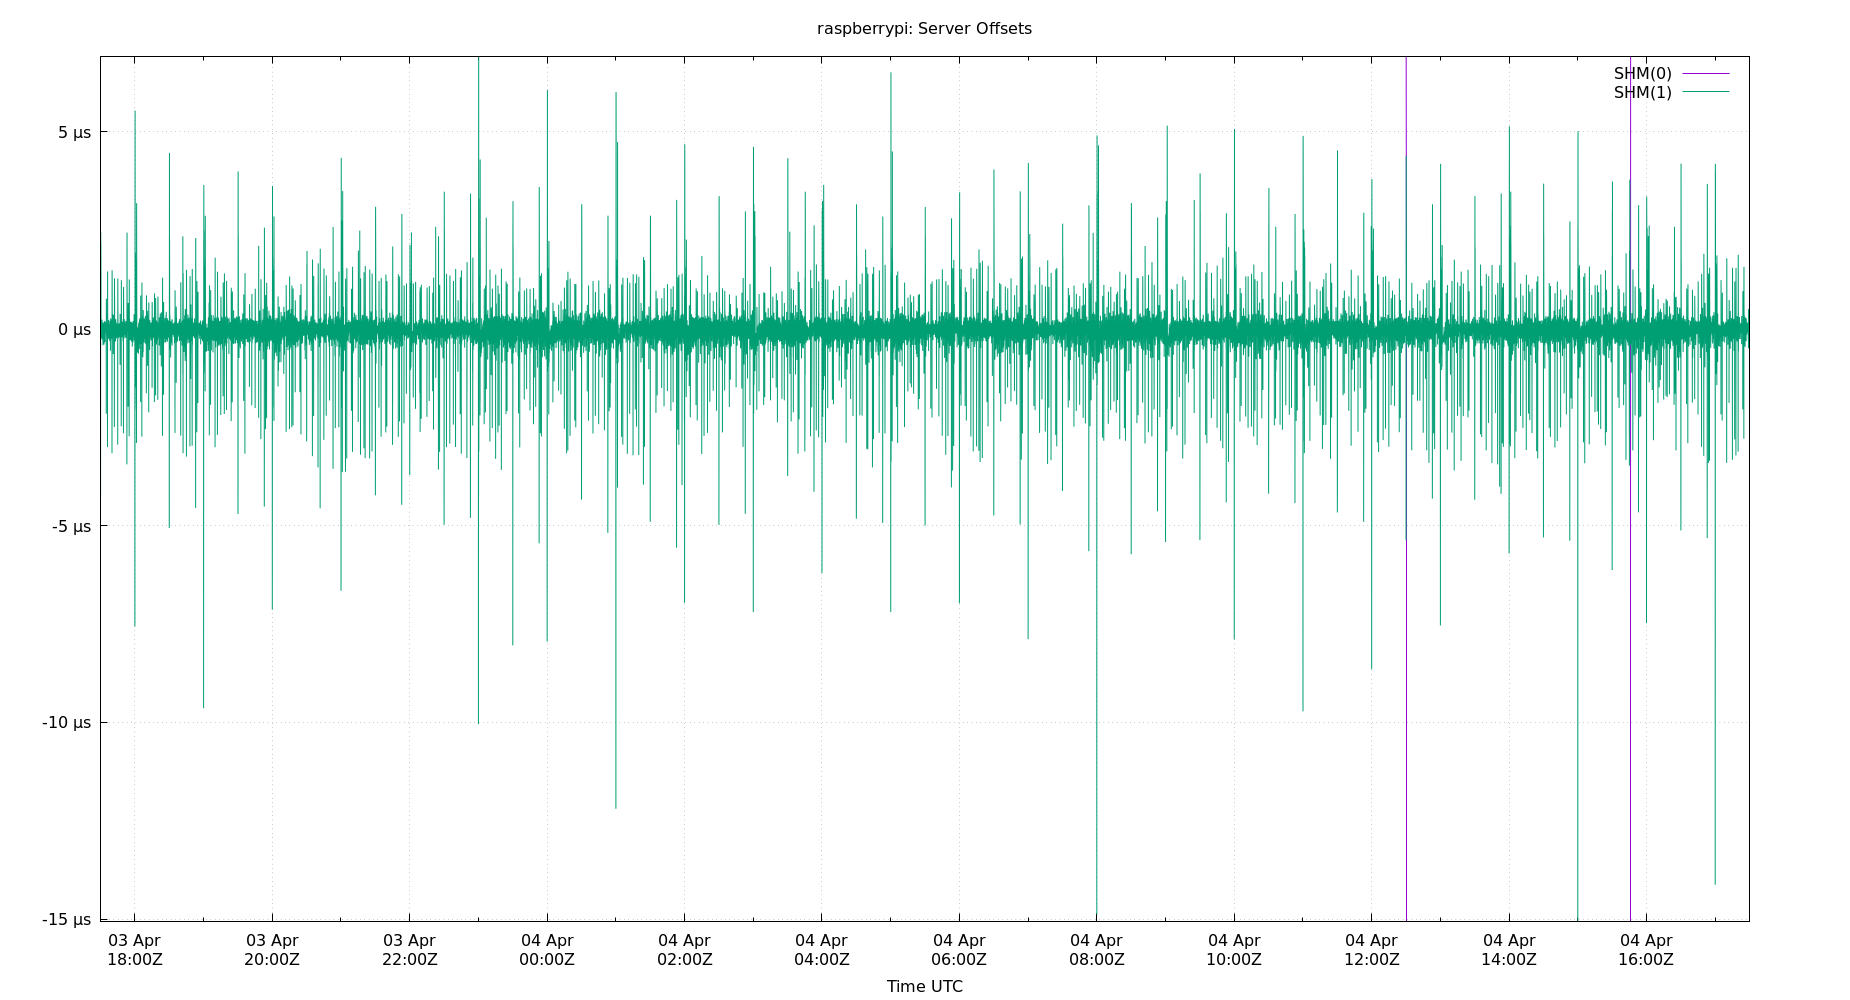 raspberrypi: Server Offsets
SHM(0)
SHM(1)
5 µs
0 µs
-5 µs
-10 µs
-15 µs
03 Apr 03 Apr 03 Apr 04 Apr 04 Apr 04 Apr 04 Apr 04 Apr 04 Apr 04 Apr 04 Apr 04 Apr
18:00Z 20:00Z 22:00Z 00:00Z 02:00Z 04:00Z 06:00Z 08:00Z 10:00Z 12:00Z 14:00Z 16:00Z
Time UTC